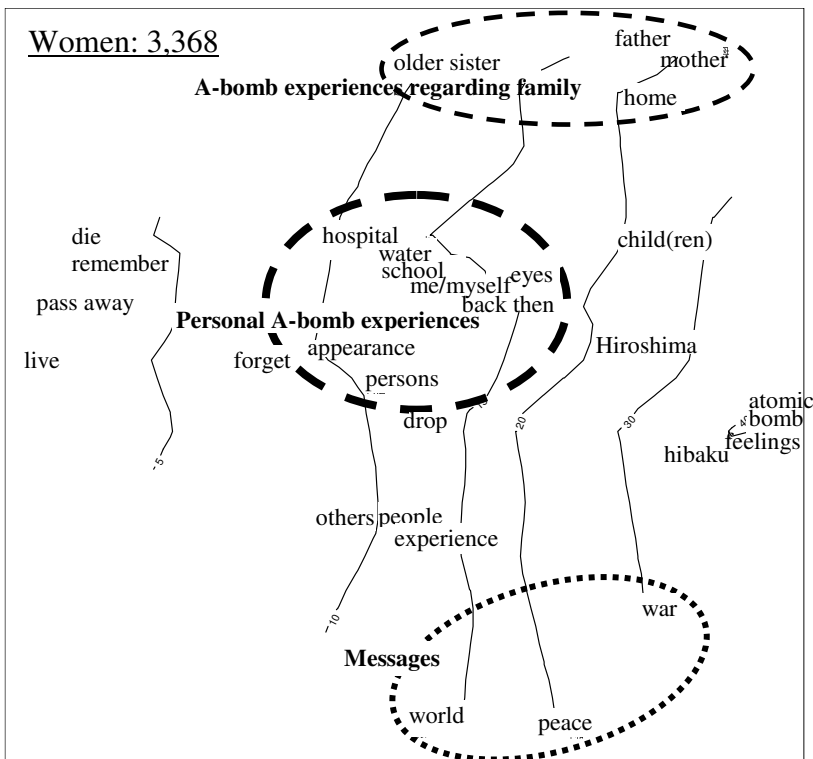 Women: 3,368
father
older sister
mother
A-bomb experiences regarding family
home
die
hospital
child(ren)
water
remember
school
eyes
me/myself
pass away
back then
Personal A-bomb experiences
appearance
Hiroshima
live
forget
persons
15
atomic
drop
20
30
40
bomb
feelings
hibaku
5
others people
experience
10
war
Messages
world
peace